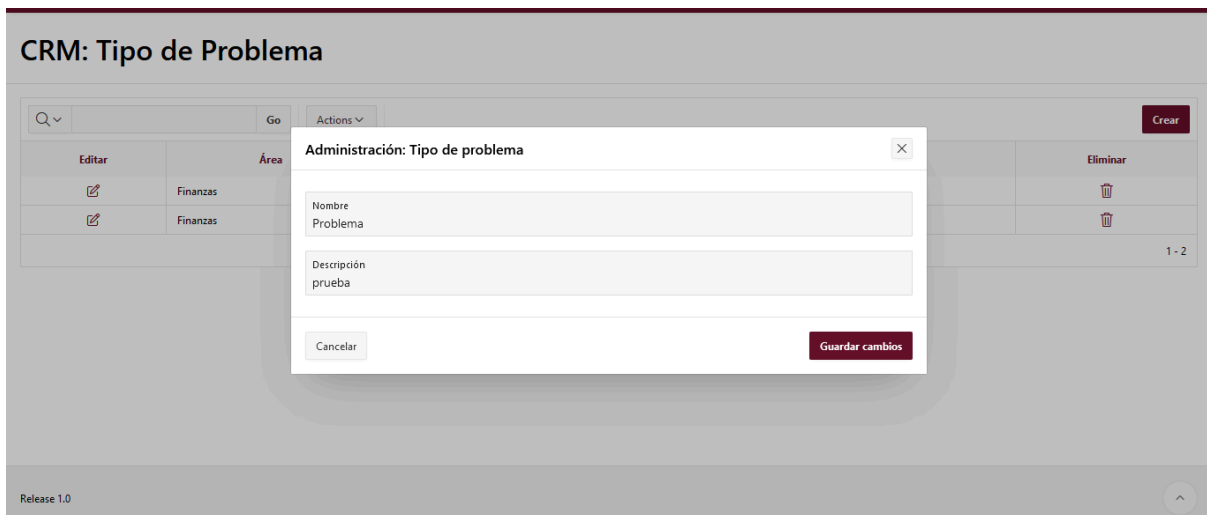 CRM: Tipo de Problema
Go
Actions
Crear
Administración: Tipo de problema
Editar
Área
Eliminar
Finanzas
Nombre
Problema
Finanzas
1 - 2
Descripción
prueba
Cancelar
Guardar cambios
Release 1.0